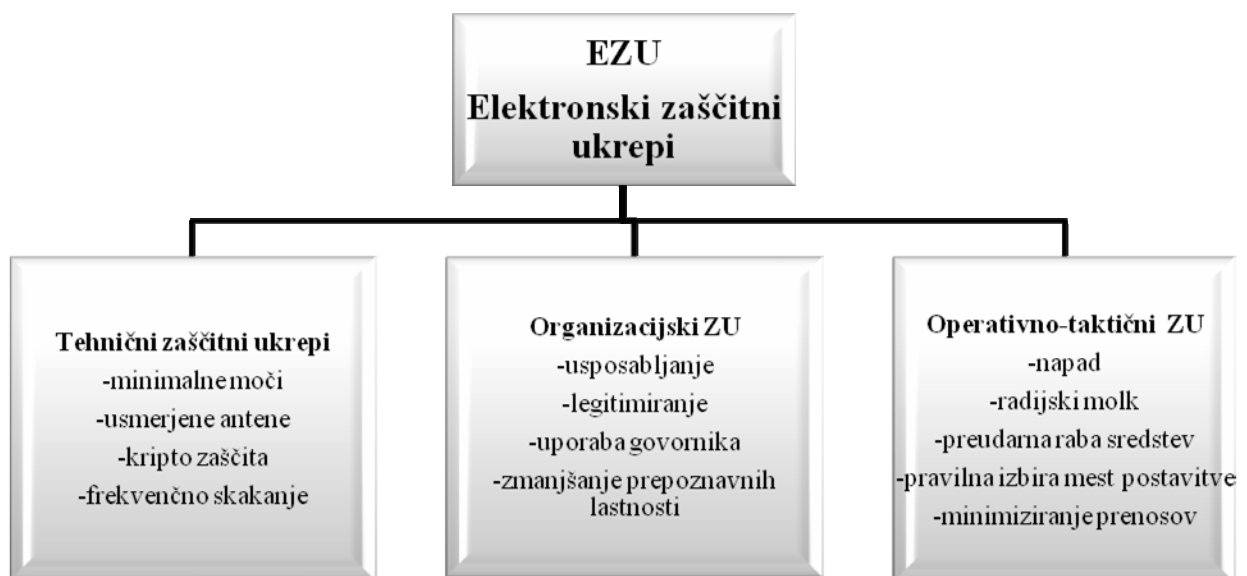 EZU
Elektronski zaščitni
ukrepi
Tehnični zaščitni ukrepi
-minimalne moči
-usmerjene antene
-kripto zaščita
-frekvenčno skakanje
Organizacijski ZU
-usposabljanje
-legitimiranje
-uporaba govornika
-zmanjšanje prepoznavnih
lastnosti
Operativno-taktični ZU
-napad
-radijski molk
-preudarna raba sredstev
-pravilna izbira mest postavitve
-minimiziranje prenosov